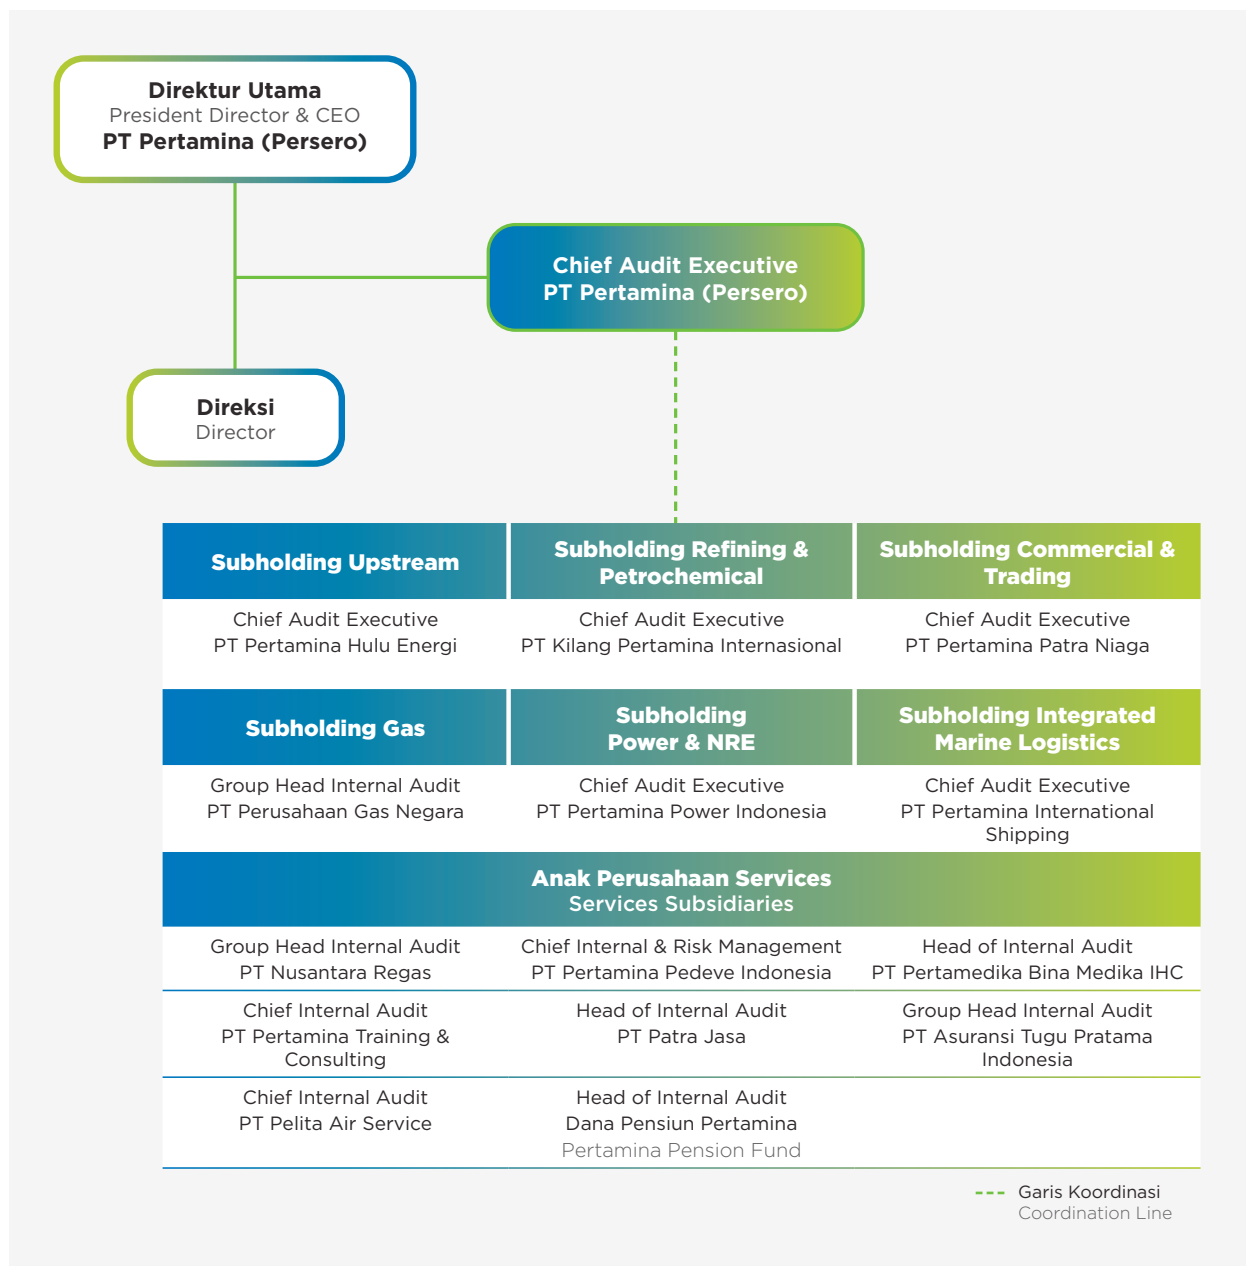 Direktur Utama
President Director & CEO
PT Pertamina (Persero)
Chief Audit Executive
PT Pertamina (Persero)
Direksi
Director
Subholding Upstream
Subholding Refining &
Petrochemical
Subholding Commercial &
Trading
Chief Audit Executive
PT Pertamina Hulu Energi
Chief Audit Executive
PT Kilang Pertamina Internasional
Chief Audit Executive
PT Pertamina Patra Niaga
Subholding Gas
Subholding
Power & NRE
Subholding Integrated
Marine Logistics
Group Head Internal Audit
PT Perusahaan Gas Negara
Chief Audit Executive
PT Pertamina Power Indonesia
Chief Audit Executive
PT Pertamina International
Shipping
Anak Perusahaan Services
Services Subsidiaries
Group Head Internal Audit
PT Nusantara Regas
Chief Internal & Risk Management
PT Pertamina Pedeve Indonesia
Head of Internal Audit
PT Pertamedika Bina Medika IHC
Chief Internal Audit
PT Pertamina Training &
Consulting
Head of Internal Audit
PT Patra Jasa
Group Head Internal Audit
PT Asuransi Tugu Pratama
Indonesia
Chief Internal Audit
PT Pelita Air Service
Head of Internal Audit
Dana Pensiun Pertamina
Pertamina Pension Fund
Garis Koordinasi
Coordination Line